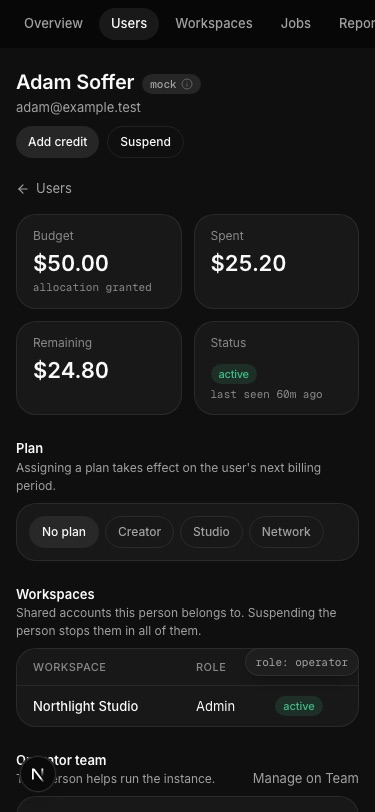 Overview Users Workspaces Jobs Repor
Adam Soffer mock
adam@example.test
Add credit Suspend
Users
Budget
$50.00
allocation granted
Spent
$25.20
Remaining
$24.80
Status
active
last seen 60m ago
Plan
Assigning a plan takes effect on the user's next billing
period.
No plan Creator Studio Network
Workspaces
Shared accounts this person belongs to. Suspending the
person stops them in all of them.
WORKSPACE ROLE
role: operator
Northlight Studio Admin active
team
N
person helps run the instance. Manage on Team